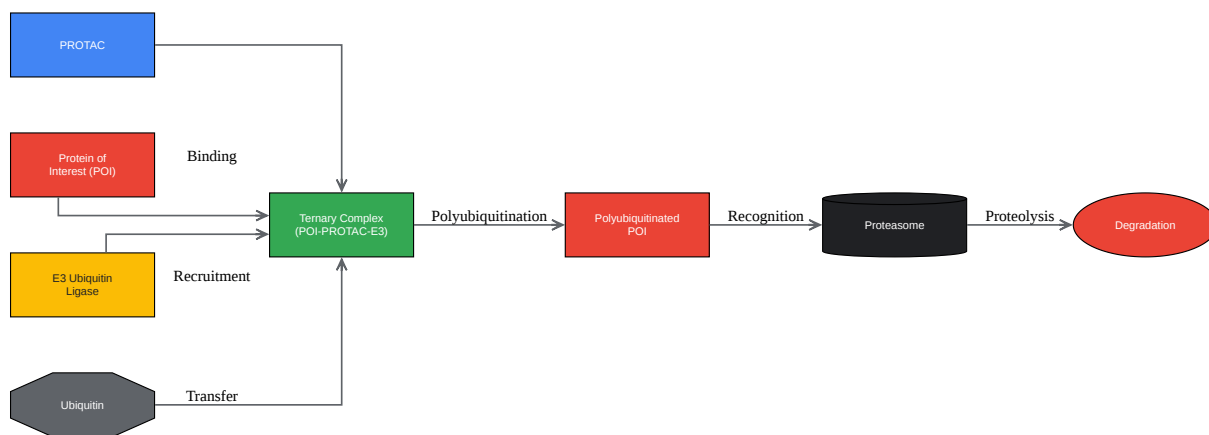 PROTAC
Protein of
Interest (POI)
Binding
Ternary Complex
(POI-PROTAC-E3)
Polyubiquitination
Polyubiquitinated
POI
Recognition
Proteasome
Proteolysis
Degradation
E3 Ubiquitin
Ligase
Recruitment
Ubiquitin
Transfer